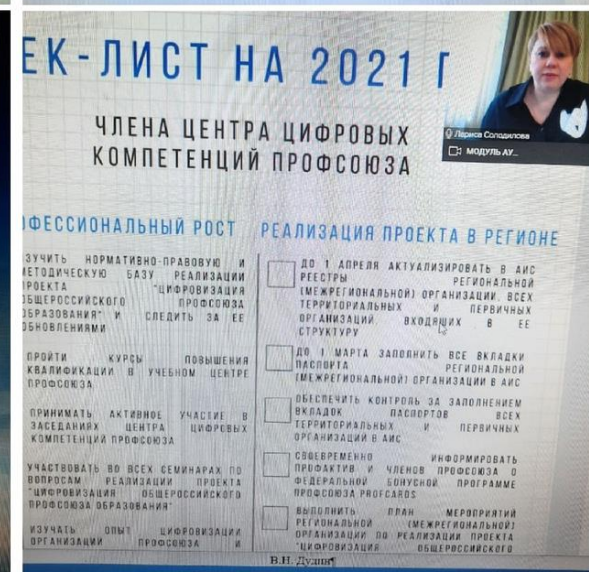 ЕК-ЛИСТ НА 2021 Г
ЧЛЕНА ЦЕНТРА ЦИФРОВЫХ
КОМПЕТЕНЦИЙ ПРОФСОЮЗА
Лариса Солодилова
МОДУЛЬ АУ...
ОФЕССИОНАЛЬНЫЙ РОСТ
ЗУЧИТЬ НОРМАТИВНО-ПРАВОВУЮ И
МЕТОДИЧЕСКУЮ БАЗУ РЕАЛИЗАЦИИ
РОЕКТА "ЦИФРОВИЗАЦИЯ
ОБЩЕРОССИЙСКОГО ПРОФСОЮЗА
ОБРАЗОВАНИЯ" И СЛЕДИТЬ ЗА ЕЕ
ОБНОВЛЕНИЯМИ
ПРОЙТИ КУРСЫ ПОВЫШЕНИЯ
КВАЛИФИКАЦИИ В УЧЕБНОМ ЦЕНТРЕ
ПРОФСОЮЗА
ПРИНИМАТЬ АКТИВНОЕ УЧАСТИЕ В
ЗАСЕДАНИЯХ ЦЕНТРА ЦИФРОВЫХ
КОМПЕТЕНЦИЙ ПРОФСОЮЗА
УЧАСТВОВАТЬ ВО ВСЕХ СЕМИНАРАХ ПО
ВОПРОСАМ РЕАЛИЗАЦИИ ПРОЕКТА
"ЦИФРОВИЗАЦИЯ ОБЩЕРОССИЙСКОГО
ПРОФСОЮЗА ОБРАЗОВАНИЯ"
ИЗУЧАТЬ ОПЫТ ЦИФРОВИЗАЦИИ
ОРГАНИЗАЦИЙ ПРОФСОЮЗА И
РЕАЛИЗАЦИЯ ПРОЕКТА В РЕГИОНЕ
ДО 1 АПРЕЛЯ АКТУАЛИЗИРОВАТЬ В АИС
РЕЕСТРЫ РЕГИОНАЛЬНОЙ
(МЕЖРЕГИОНАЛЬНОЙ) ОРГАНИЗАЦИИ, ВСЕХ
ТЕРРИТОРИАЛЬНЫХ И ПЕРВИЧНЫХ
ОРГАНИЗАЦИЙ, ВХОДЯЩИХ В ЕЕ
СТРУКТУРУ
ДО 1 МАРТА ЗАПОЛНИТЬ ВСЕ ВКЛАДКИ
ПАСПОРТА РЕГИОНАЛЬНОЙ
(МЕЖРЕГИОНАЛЬНОЙ) ОРГАНИЗАЦИИ В АИС
ОБЕСПЕЧИТЬ КОНТРОЛЬ ЗА ЗАПОЛНЕНИЕМ
ВКЛАДОК ПАСПОРТОВ ВСЕХ
ТЕРРИТОРИАЛЬНЫХ И ПЕРВИЧНЫХ
ОРГАНИЗАЦИЙ В АИС
СВОЕВРЕМЕННО ИНФОРМИРОВАТЬ
ПРОФАКТИВ И ЧЛЕНОВ ПРОФСОЮЗА О
ФЕДЕРАЛЬНОЙ БОНУСНОЙ ПРОГРАММЕ
ПРОФСОЮЗА PROFCARDS
ВЫПОЛНИТЬ ПЛАН МЕРОПРИЯТИЙ
РЕГИОНАЛЬНОЙ (МЕЖРЕГИОНАЛЬНОЙ)
ОРГАНИЗАЦИИ ПО РЕАЛИЗАЦИИ ПРОЕКТА
"ЦИФРОВИЗАЦИЯ ОБЩЕРОССИЙСКОГО
В.Н. Дудин